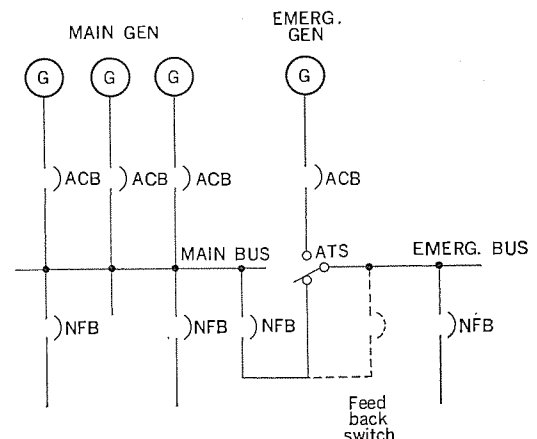 MAIN GEN
EMERG.
GEN
G
G
G
G
ACB
ACB
ACB
ACB
MAIN BUS
ATS
EMERG. BUS
NFB
NFB
NFB
NFB
Feed
back
switch